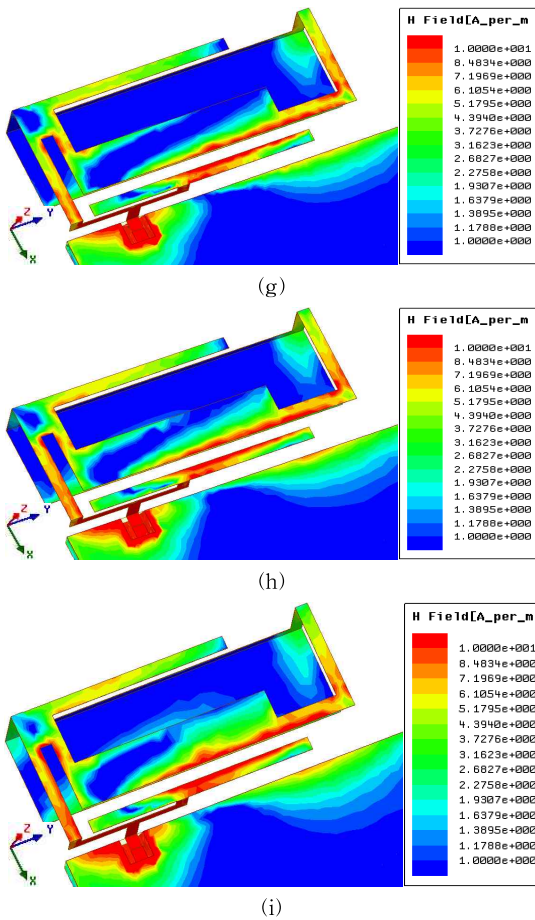 H Field[A_per_m
1.0000e+001
8.4834e+000
7.1969e+000
6.1054e+000
5.1795e+000
4.3940e+000
3.7276e+000
3.1623e+000
2.6827e+000
2.2758e+000
1.9307e+000
1.6379e+000
1.3895e+000
1.1788e+000
1.0000e+000
Z
Y
X
(g)
H Field[A_per_m
1.0000e+001
8.4834e+000
7.1969e+000
6.1054e+000
5.1795e+000
4.3940e+000
3.7276e+000
3.1623e+000
2.6827e+000
2.2758e+000
1.9307e+000
1.6379e+000
1.3895e+000
1.1788e+000
1.0000e+000
Z
Y
X
(h)
H Field[A_per_m
1.0000e+001
8.4834e+000
7.1969e+000
6.1054e+000
5.1795e+000
4.3940e+000
3.7276e+000
3.1623e+000
2.6827e+000
2.2758e+000
1.9307e+000
1.6379e+000
1.3895e+000
1.1788e+000
1.0000e+000
Z
Y
X
(i)